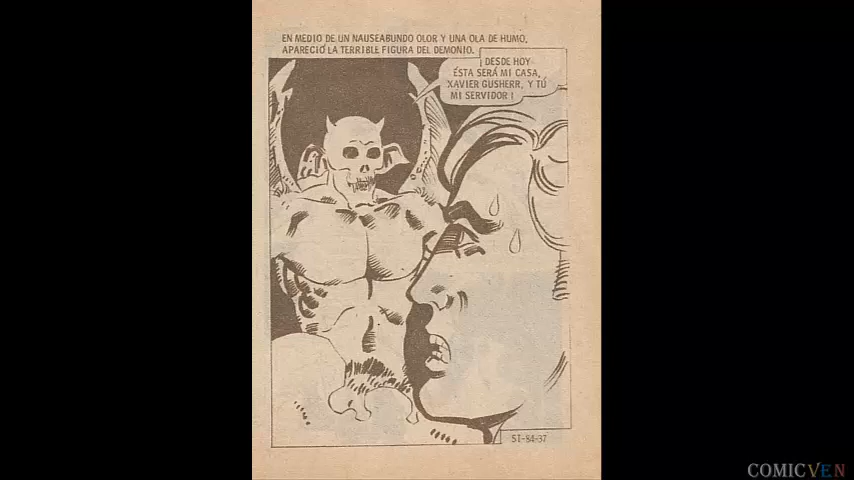 EN MEDIO DE UN NAUSEABUNDO OLOR Y UNA OLA DE HUMO,
APARECIÓ LA TERRIBLE FIGURA DEL DEMONIO.
¡DESDE HOY
ÉSTA SERÁ MI CASA,
XAVIER GUSHERR, Y TÚ
MI SERVIDOR!
SI-84-37
COMICVEN